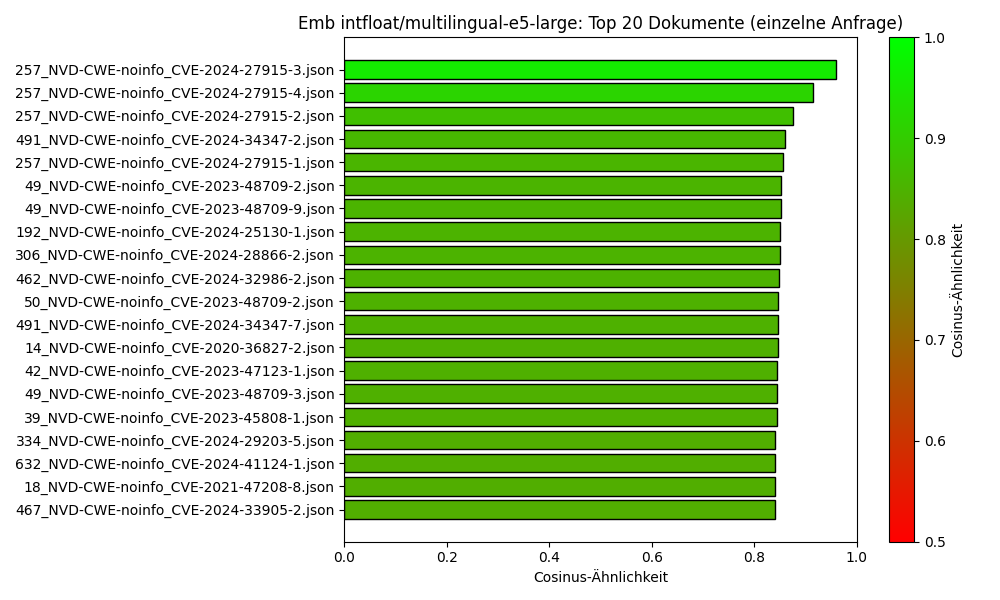 Emb intfloat/multilingual-e5-large: Top 20 Dokumente (einzelne Anfrage)
257_NVD-CWE-noinfo_CVE-2024-27915-3.json
257_NVD-CWE-noinfo_CVE-2024-27915-4.json
257_NVD-CWE-noinfo_CVE-2024-27915-2.json
491_NVD-CWE-noinfo_CVE-2024-34347-2.json
257_NVD-CWE-noinfo_CVE-2024-27915-1.json
49_NVD-CWE-noinfo_CVE-2023-48709-2.json
49_NVD-CWE-noinfo_CVE-2023-48709-9.json
192_NVD-CWE-noinfo_CVE-2024-25130-1.json
306_NVD-CWE-noinfo_CVE-2024-28866-2.json
462_NVD-CWE-noinfo_CVE-2024-32986-2.json
50_NVD-CWE-noinfo_CVE-2023-48709-2.json
491_NVD-CWE-noinfo_CVE-2024-34347-7.json
14_NVD-CWE-noinfo_CVE-2020-36827-2.json
42_NVD-CWE-noinfo_CVE-2023-47123-1.json
49_NVD-CWE-noinfo_CVE-2023-48709-3.json
39_NVD-CWE-noinfo_CVE-2023-45808-1.json
334_NVD-CWE-noinfo_CVE-2024-29203-5.json
632_NVD-CWE-noinfo_CVE-2024-41124-1.json
18_NVD-CWE-noinfo_CVE-2021-47208-8.json
467_NVD-CWE-noinfo_CVE-2024-33905-2.json
0.0 0.2 0.4 0.6 0.8 1.0
Cosinus-Ähnlichkeit
1.0
0.9
0.8
0.7
0.6
0.5
Cosinus-Ähnlichkeit